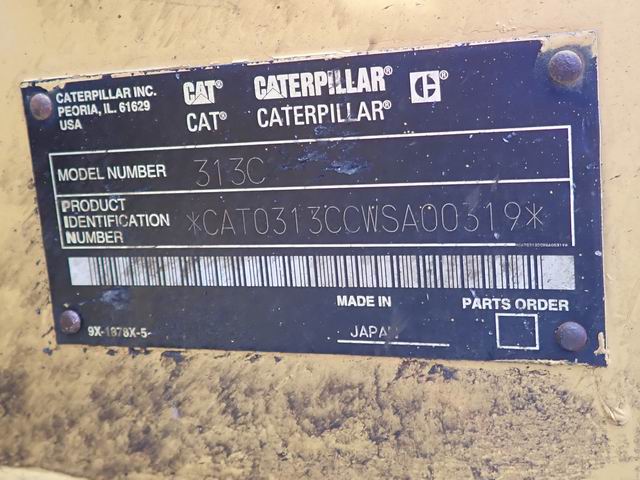 CATERPILLAR INC.
PEORIA, IL. 61629
USA
CAT® CATERPILLAR® C®
CAT® CATERPILLAR®
MODEL NUMBER 313C
PRODUCT
IDENTIFICATION
NUMBER
*CAT0313CCWSA00319*
MADE IN
JAPAN
PARTS ORDER
9X-1878X-5